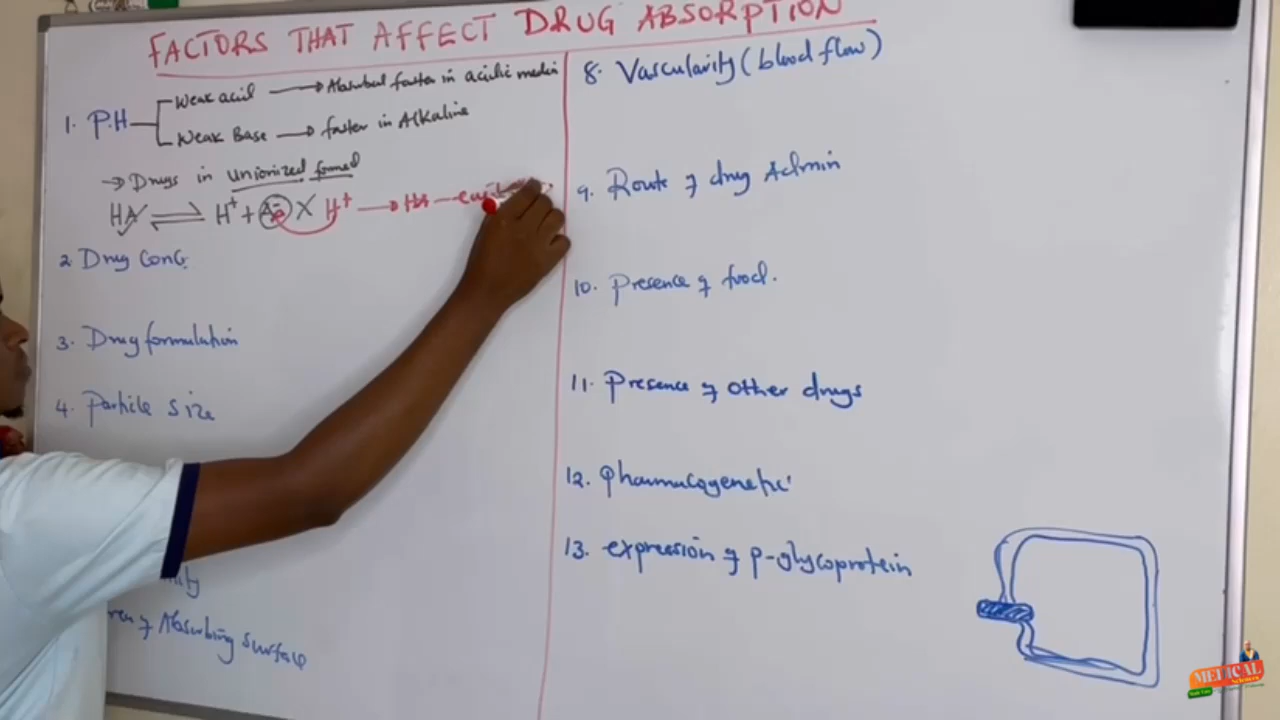 FACTORS THAT AFFECT DRUG ABSORPTION
1. P.H
Weak acid → Absorbed faster in acidic media
Weak Base → faster in Alkaline
→ Drugs in unionized formed
HA ⇌ H⁺ + A⁻ X H⁺ → HA
2. Drug Conc
3. Drug formulation
4. Particle size
Absorbing surface
8. Vascularity (blood flow)
9. Route of drug Admin
10. Presence of food.
11. Presence of other drugs
12. Pharmacogenetic
13. expression of p-glycoprotein
MEDICAL